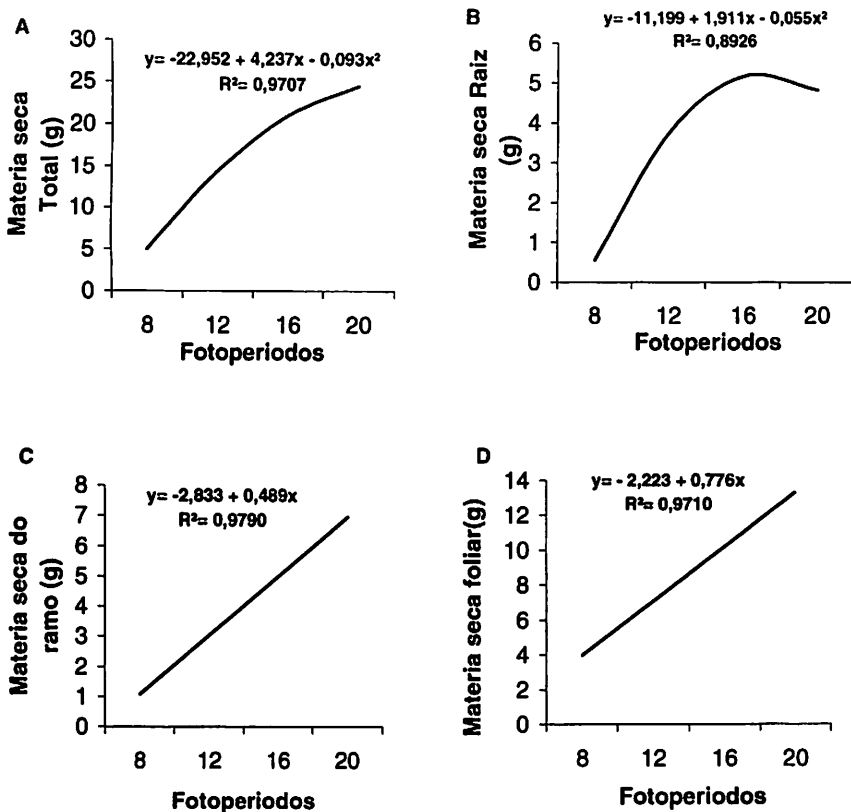 A
y= -22,952 + 4,237x - 0,093x²
R²= 0,9707
Materia seca
Total (g)
30
25
20
15
10
5
0
8 12 16 20
Fotoperiodos
B
y= -11,199 + 1,911x - 0,055x²
R²= 0,8926
Materia seca Raiz
(g)
6
5
4
3
2
1
0
8 12 16 20
Fotoperiodos
C
y= -2,833 + 0,489x
R²= 0,9790
Materia seca do
ramo (g)
8
7
6
5
4
3
2
1
0
8 12 16 20
Fotoperiodos
D
y= - 2,223 + 0,776x
R²= 0,9710
Materia seca foliar(g)
14
12
10
8
6
4
2
0
8 12 16 20
Fotoperiodos